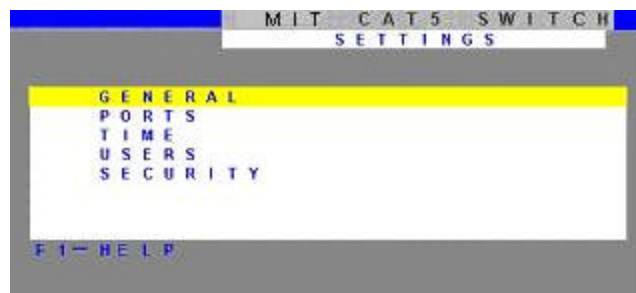 MIT CAT5 SWITCH
SETTINGS
GENERAL
PORTS
TIME
USERS
SECURITY
F1-HELP